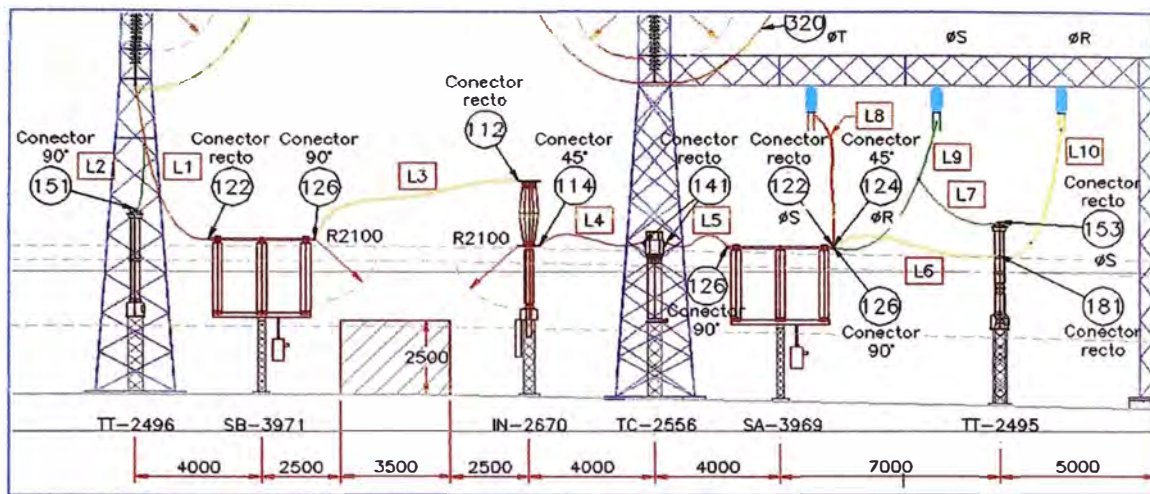 320
øT
øS
øR
Conector
recto
112
L8
Conector
90°
L2
L1
151
Conector
recto
122
Conector
90°
126
L3
Conector
45°
114
Conector
recto
141
Conector
recto
122
Conector
45°
124
L9
L10
L7
Conector
recto
153
øS
øR
øS
R2100
R2100
L4
L5
L6
126
Conector
90°
126
Conector
90°
181
Conector
recto
2500
TT-2496
SB-3971
IN-2670
TC-2556
SA-3969
TT-2495
4000
2500
3500
2500
4000
4000
7000
5000